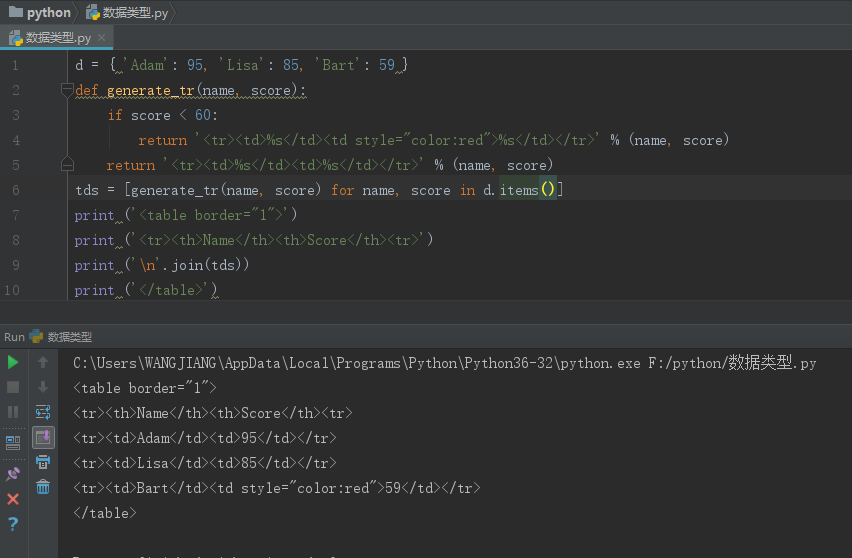 python 数据类型.py
数据类型.py
1 d = { 'Adam': 95, 'Lisa': 85, 'Bart': 59 }
2 def generate_tr(name, score):
3 if score < 60:
4 return '<tr><td>%s</td><td style="color:red">%s</td></tr>' % (name, score)
5 return '<tr><td>%s</td><td>%s</td></tr>' % (name, score)
6 tds = [generate_tr(name, score) for name, score in d.items()]
7 print ('<table border="1">')
8 print ('<tr><th>Name</th><th>Score</th><tr>')
9 print ('\n'.join(tds))
10 print ('</table>')
Run 数据类型
C:\Users\WANGJIANG\AppData\Local\Programs\Python\Python36-32\python.exe F:/python/数据类型.py
<table border="1">
<tr><th>Name</th><th>Score</th><tr>
<tr><td>Adam</td><td>95</td></tr>
<tr><td>Lisa</td><td>85</td></tr>
<tr><td>Bart</td><td style="color:red">59</td></tr>
</table>